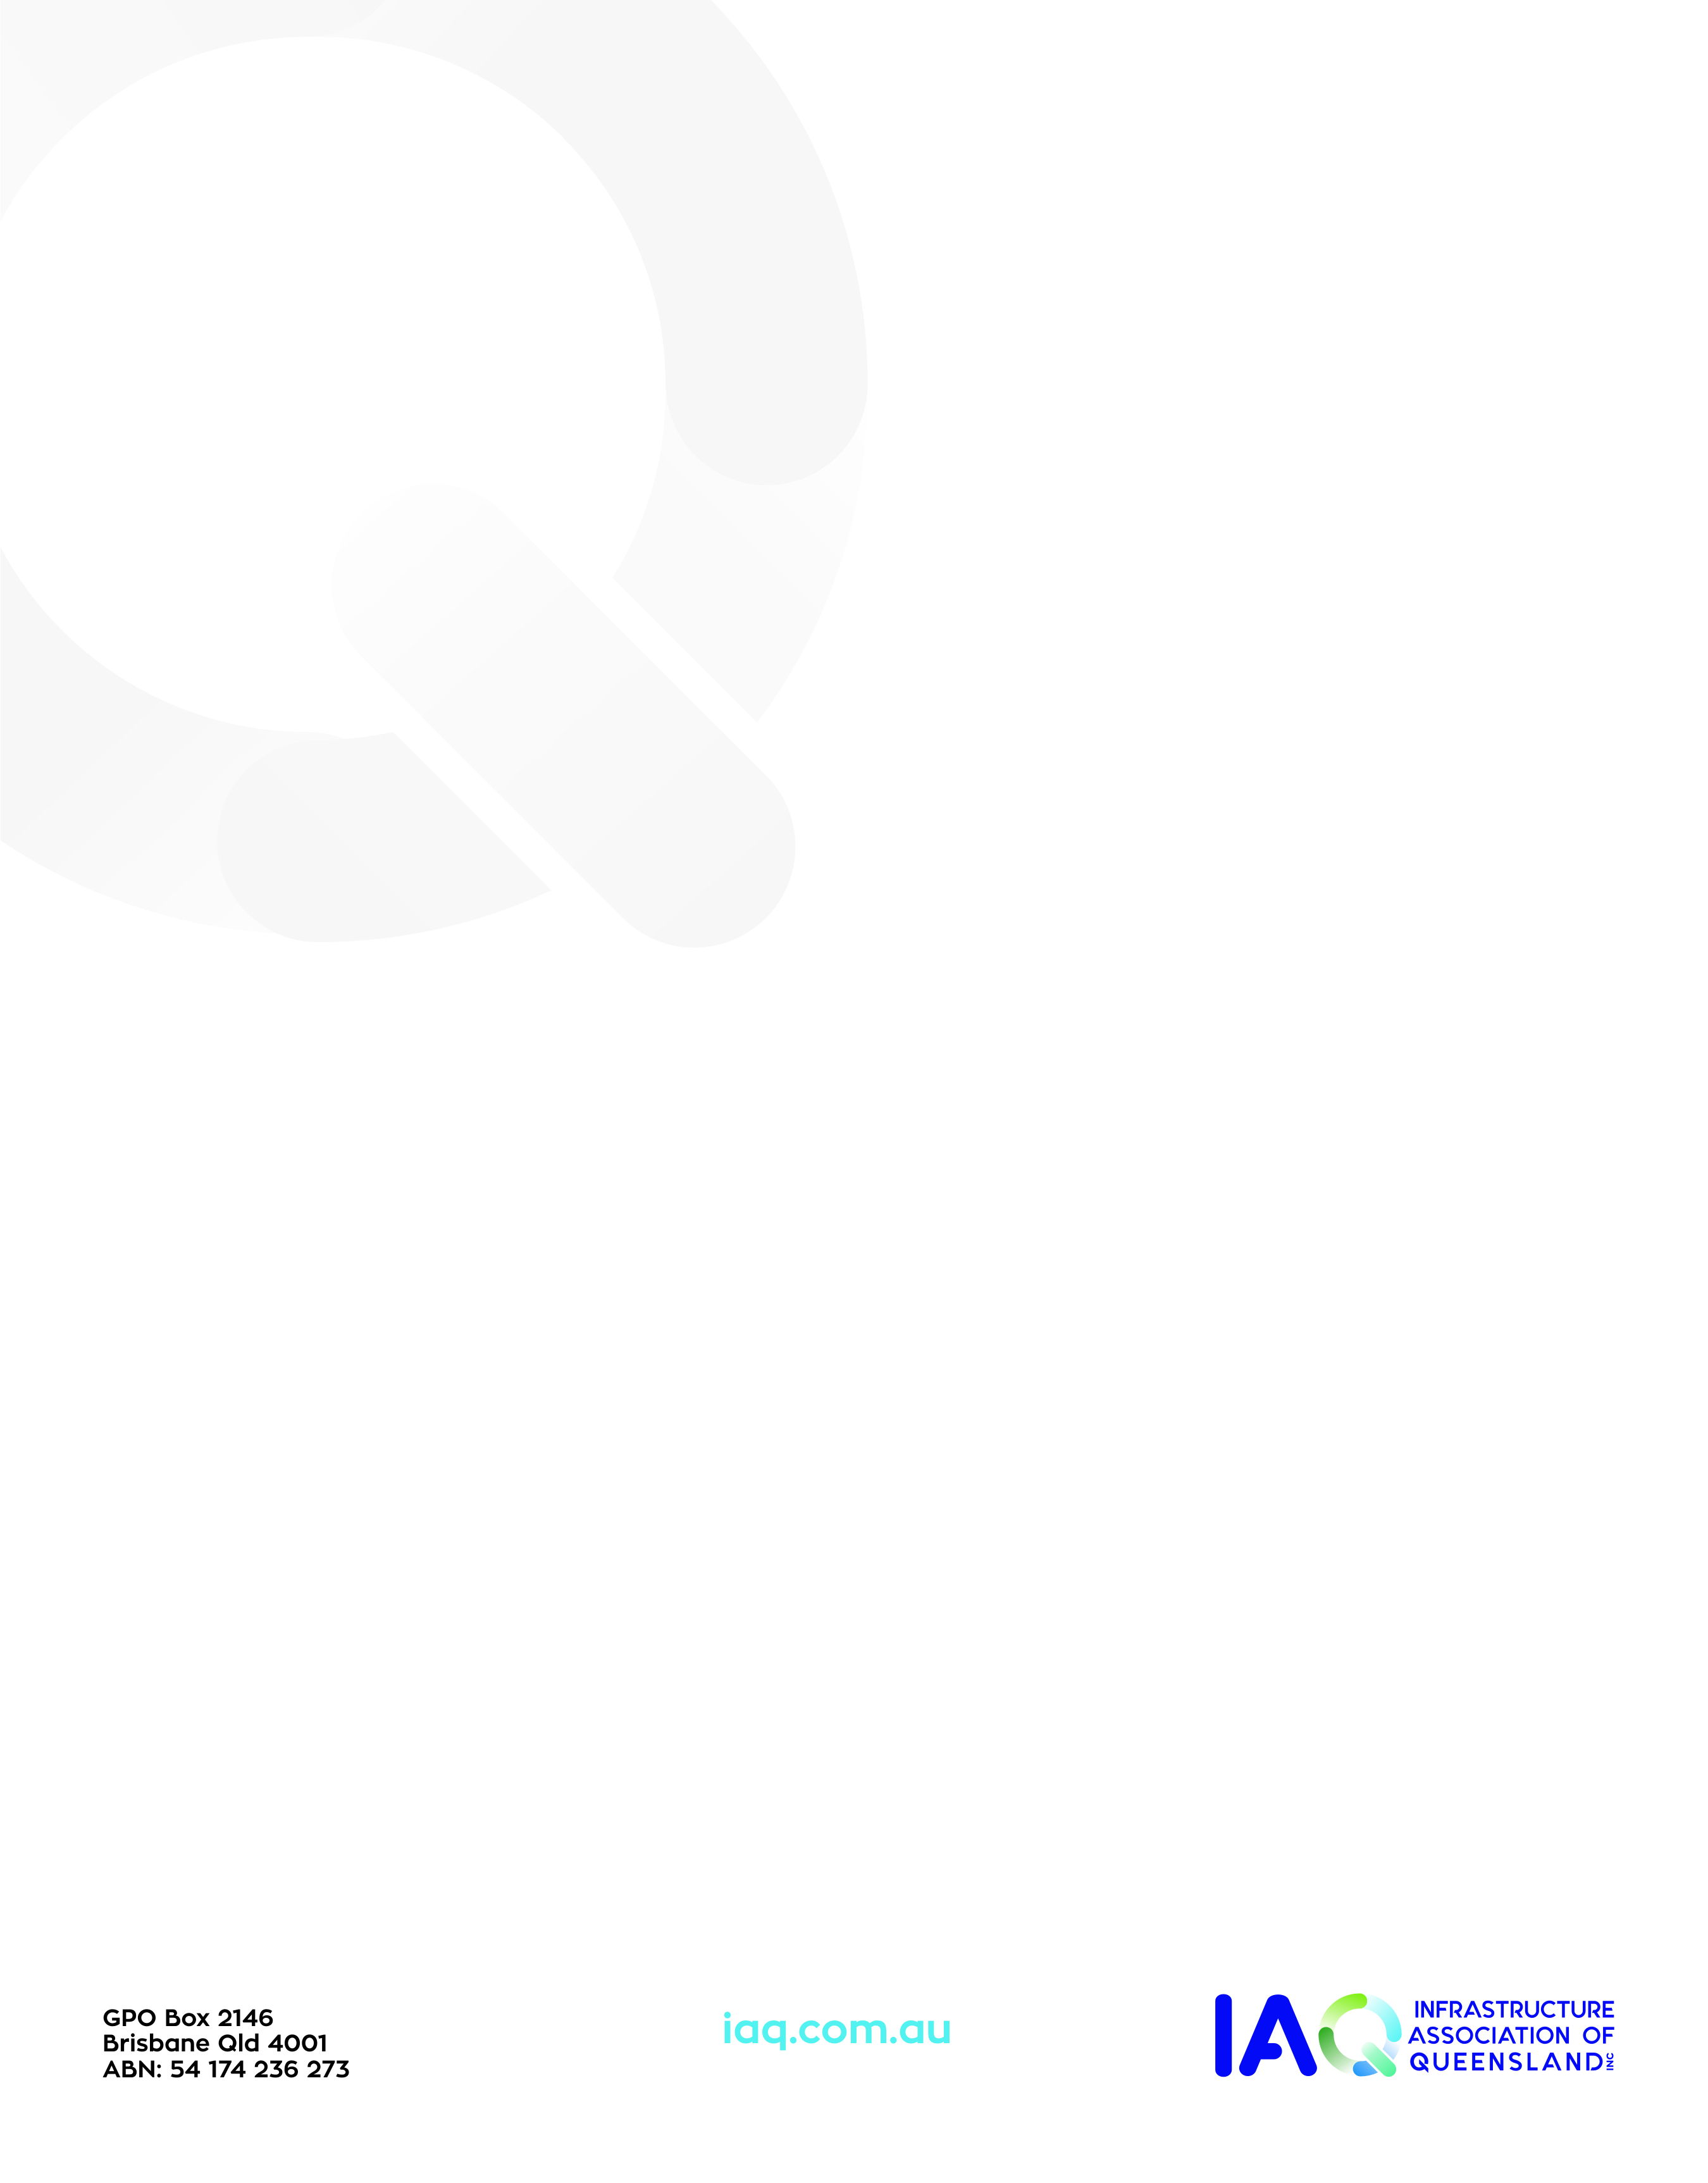 GPO Box 2146
Brisbane Qld 4001
ABN: 54 174 236 273
iaq.com.au
IAQ
INFRASTRUCTURE
ASSOCIATION OF
QUEENSLAND INC